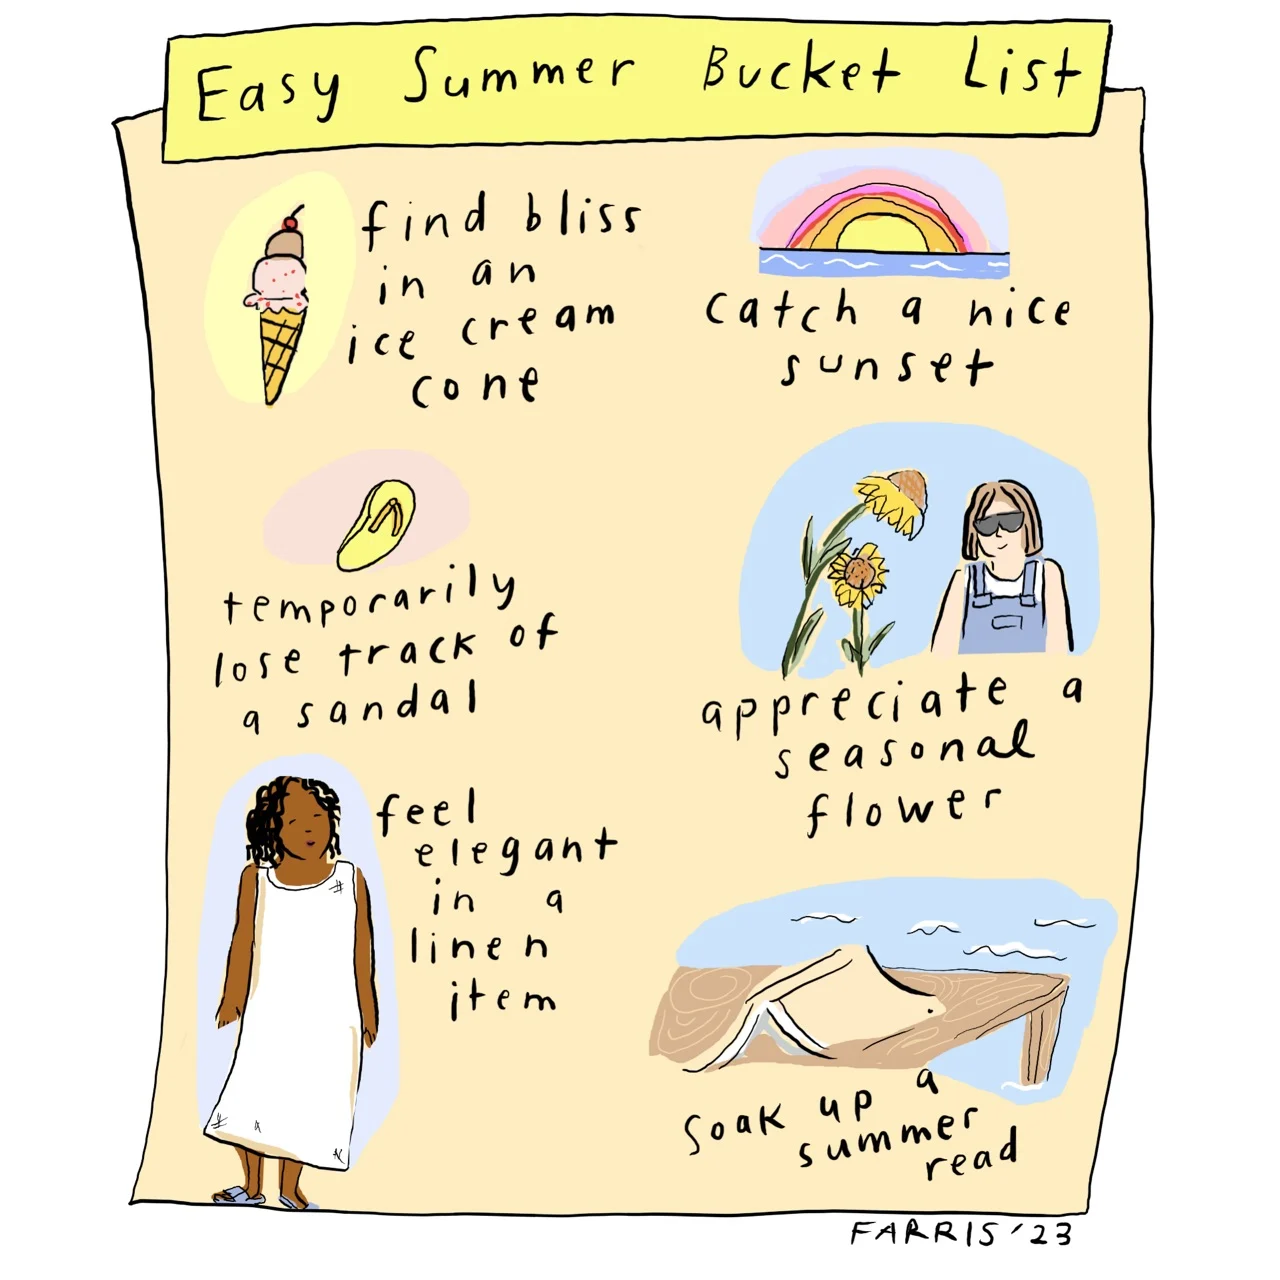 Easy Summer Bucket List
find bliss
in an
ice cream
cone
catch a nice
sunset
temporarily
lose track of
a sandal
appreciate a
seasonal
flower
feel
elegant
in a
linen
item
soak up a
summer
read
FARRIS '23